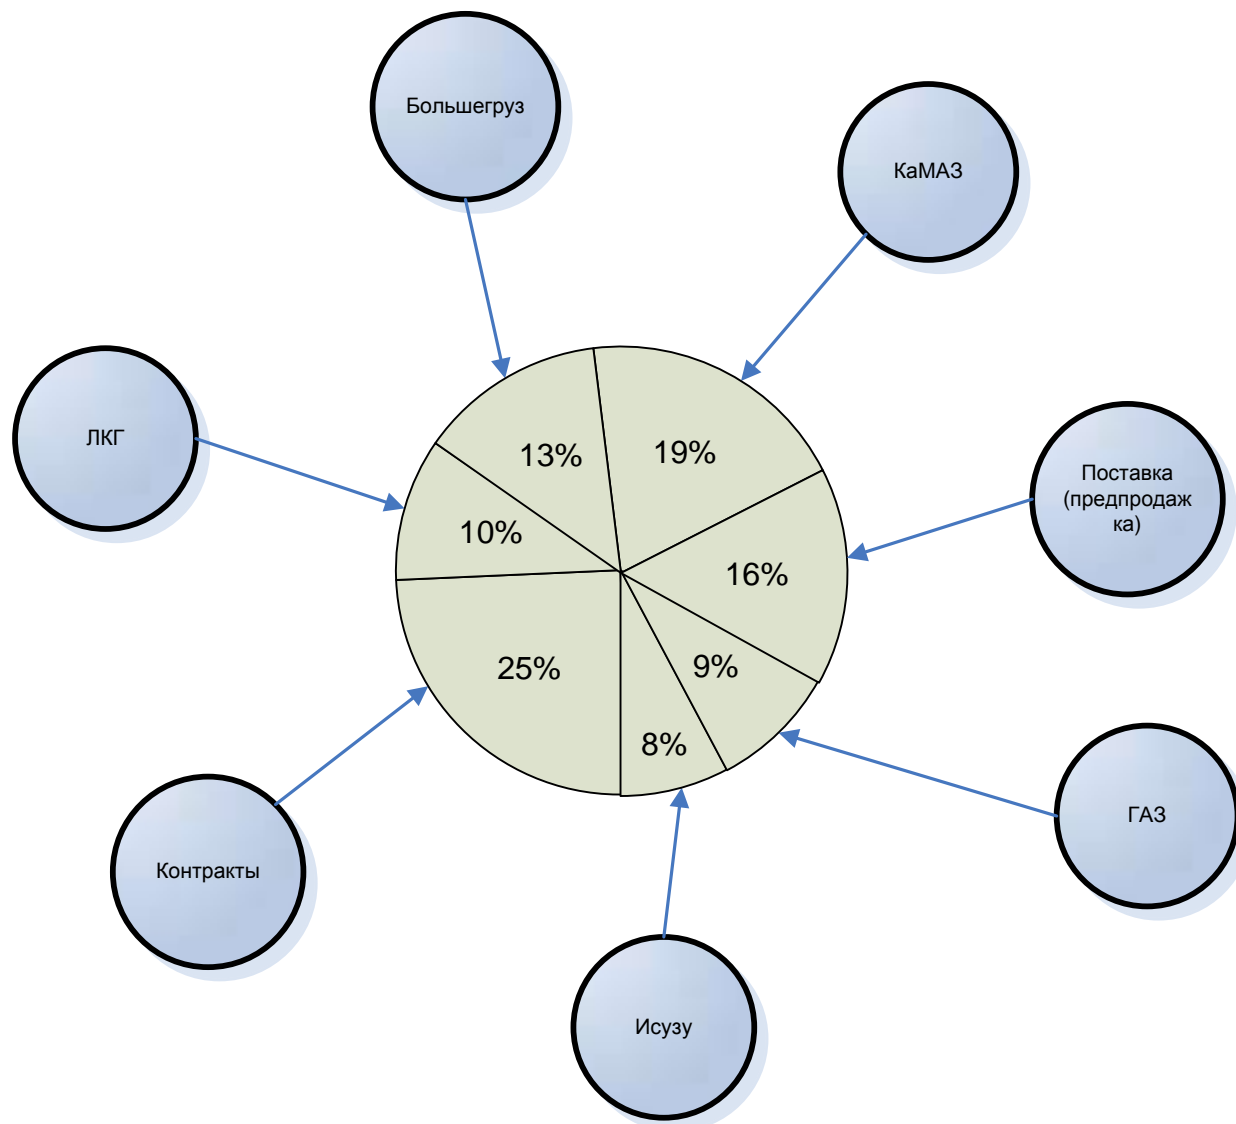 Большегруз
КаМАЗ
ЛКГ
13%
19%
Поставка
(предпродаж
ка)
10%
16%
25%
9%
8%
ГАЗ
Контракты
Исузу